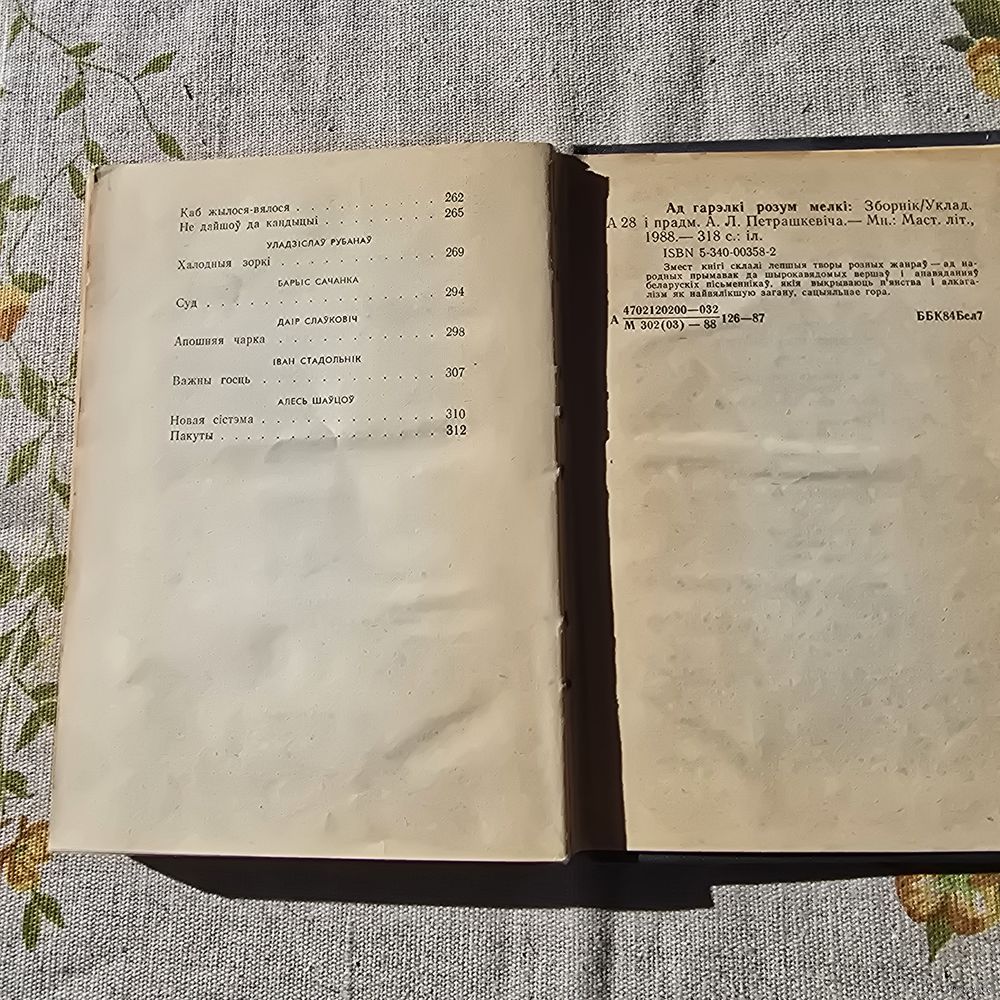 Каб жылося-вялося . . . . . . . . . . . 262
Не дайшоў да кандыцыі . . . . . . . . . 265
УЛАДЗІСЛАЎ РУБАНАЎ
Халодныя зоркі . . . . . . . . . . . . 269
БАРЫС САЧАНКА
Суд . . . . . . . . . . . . . . . . 294
ДАІР СЛАЎКОВІЧ
Апошняя чарка . . . . . . . . . . . . 298
ІВАН СТАДОЛЬНІК
Важны госць . . . . . . . . . . . . . 307
АЛЕСЬ ШАЎЦОЎ
Новая сістэма . . . . . . . . . . . . 310
Пакуты . . . . . . . . . . . . . . . 312
Ад гарэлкі розум мелкі: Зборнік/Уклад.
А 28 і прадм. А. Л. Петрашкевіча.— Мн.: Маст. літ.,
1988.— 318 с.: іл.
ISBN 5-340-00358-2
Змест кнігі склалі лепшыя творы розных жанраў — ад на-
родных прымавак да шырокавядомых вершаў і апавяданняў
беларускіх пісьменнікаў, якія выкрываюць п'янства і алкага-
лізм як найвялікшую загану, сацыяльнае гора.
4702120200—032
А М 302(03) — 88 126—87 ББК84Бел7